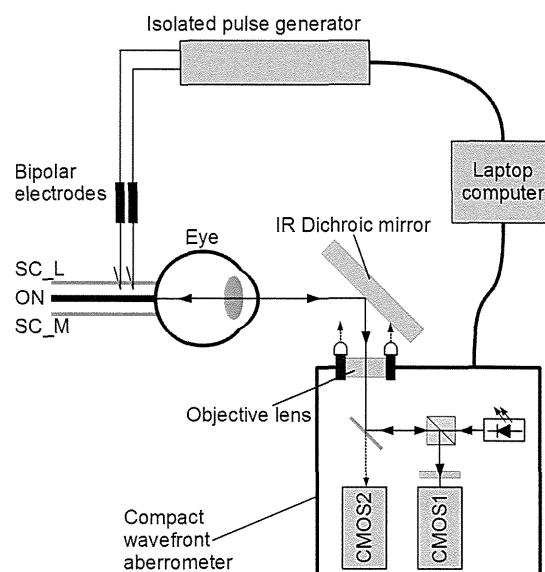 Isolated pulse generator
Laptop
computer
Bipolar
electrodes
IR Dichroic mirror
Eye
SC_L
ON
SC_M
Objective lens
CMOS2
CMOS1
Compact
wavefront
aberrometer